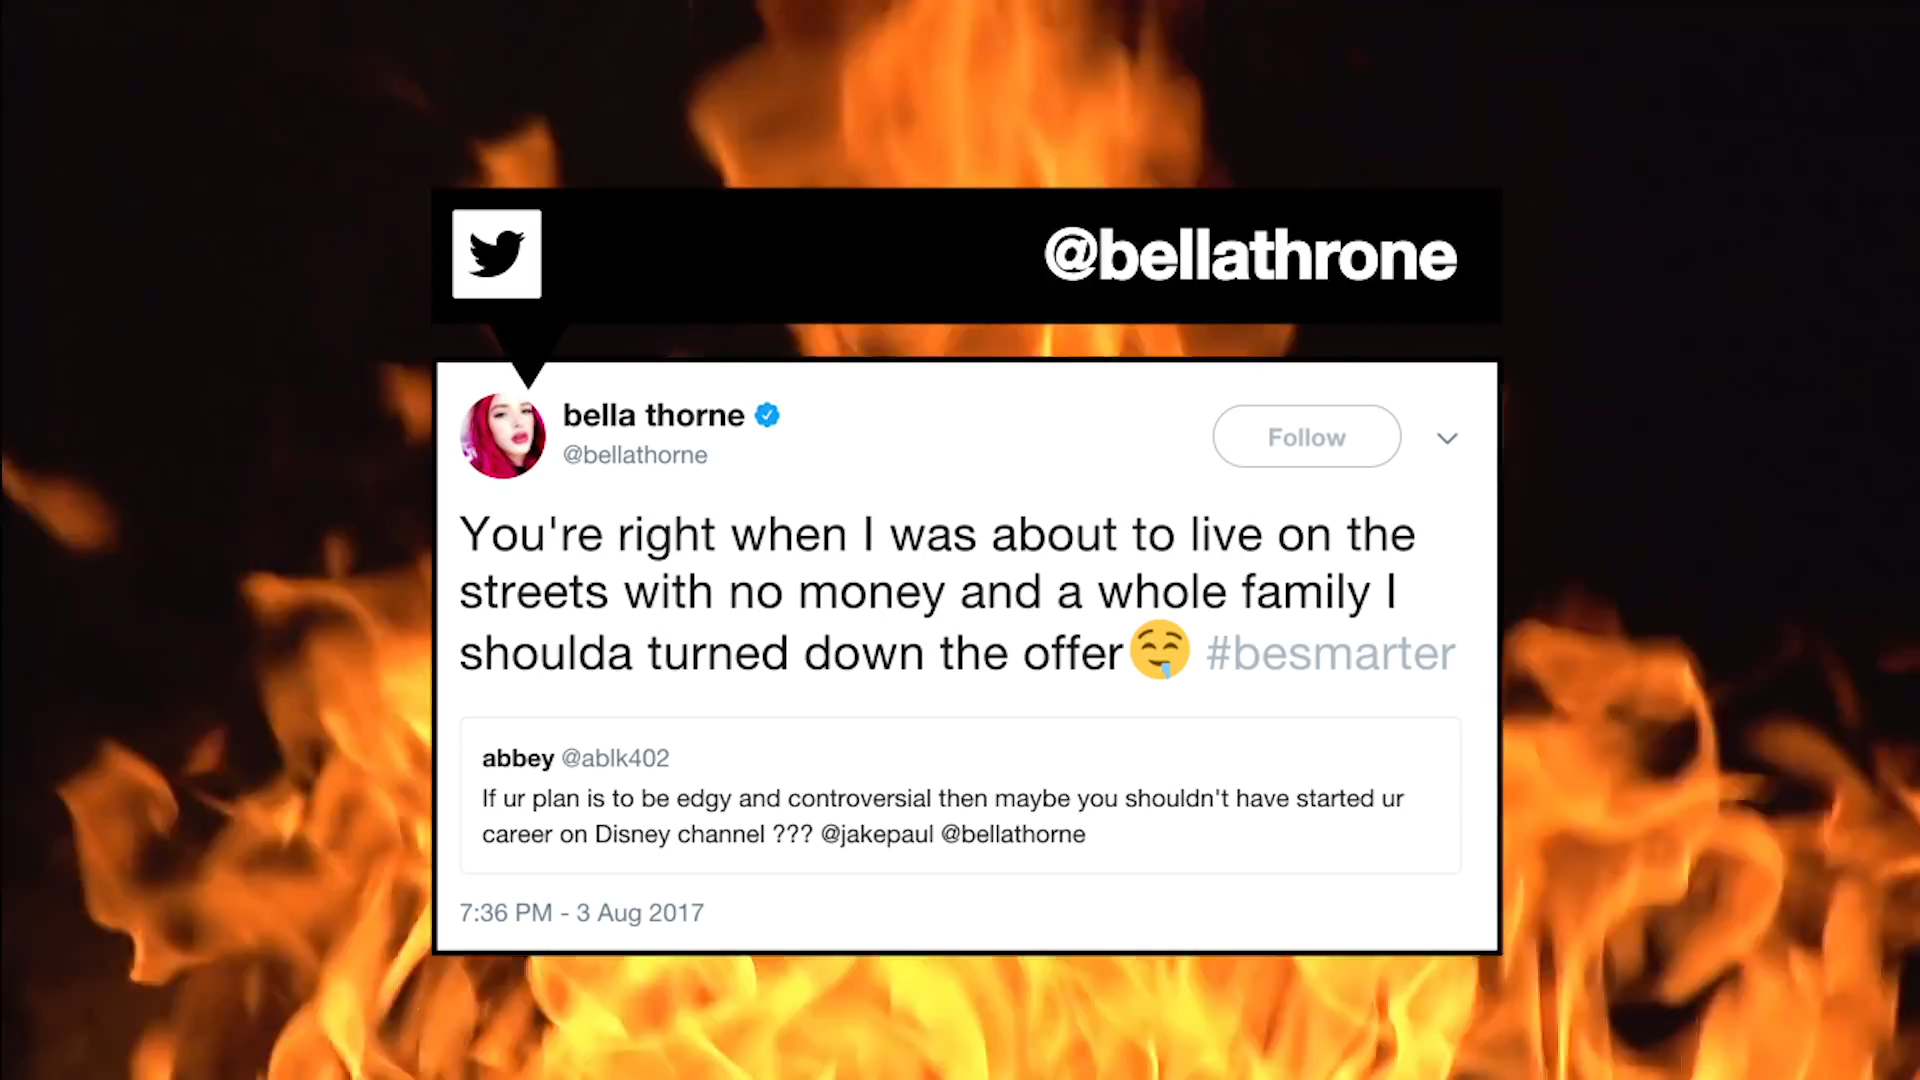 @bellathrone
bella thorne
@bellathorne
Follow
You're right when I was about to live on the
streets with no money and a whole family I
shoulda turned down the offer🤤 #besmarter
abbey @ablk402
If ur plan is to be edgy and controversial then maybe you shouldn't have started ur
career on Disney channel ??? @jakepaul @bellathorne
7:36 PM - 3 Aug 2017